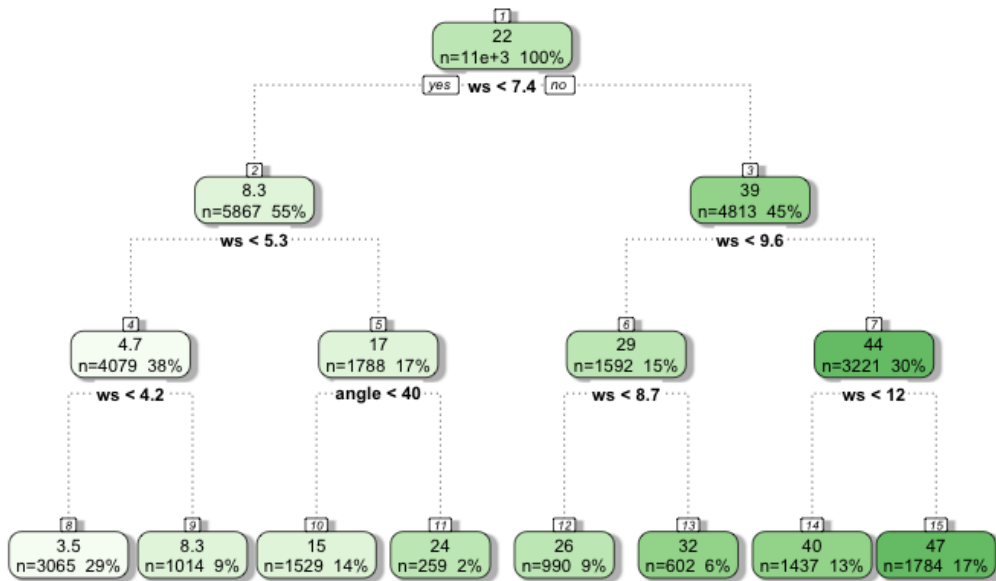 1
22
n=11e+3 100%
yes ws < 7.4 no
2 3
8.3 39
n=5867 55% n=4813 45%
ws < 5.3 ws < 9.6
4 5 6 7
4.7 17 29 44
n=4079 38% n=1788 17% n=1592 15% n=3221 30%
ws < 4.2 angle < 40 ws < 8.7 ws < 12
8 9 10 11 12 13 14 15
3.5 8.3 15 24 26 32 40 47
n=3065 29% n=1014 9% n=1529 14% n=259 2% n=990 9% n=602 6% n=1437 13% n=1784 17%